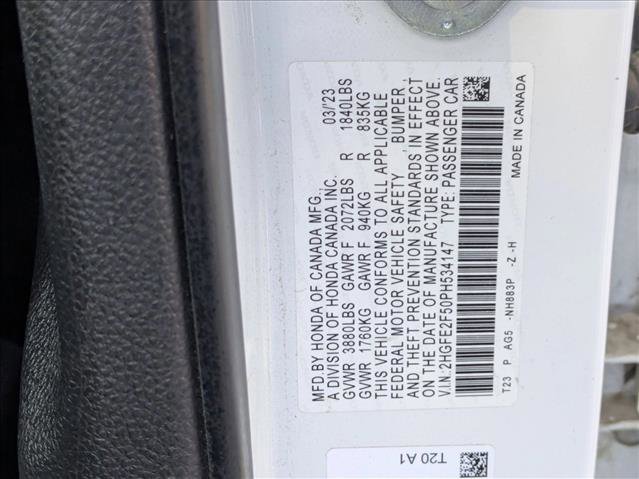 MFD.BY HONDA OF CANADA MFG., 03/'23
A DIVISION OF HONDA CANADA INC.
GVWR 3880LBS GAWR F 2072LBS R 1840LBS
GVWR 1760KG GAWR F 940KG R 835KG
THIS VEHICLE CONFORMS TO ALL APPLICABLE
FEDERAL MOTOR VEHICLE SAFETY, BUMPER,
AND THEFT PREVENTION STANDARDS IN EFFECT
ON THE DATE OF MANUFACTURE SHOWN ABOVE.
V.I.N.:2HGFE2F50PH534147 TYPE:PASSENGER CAR
T23 P AG5 -NH883P -Z -H
MADE IN CANADA
T20 A1